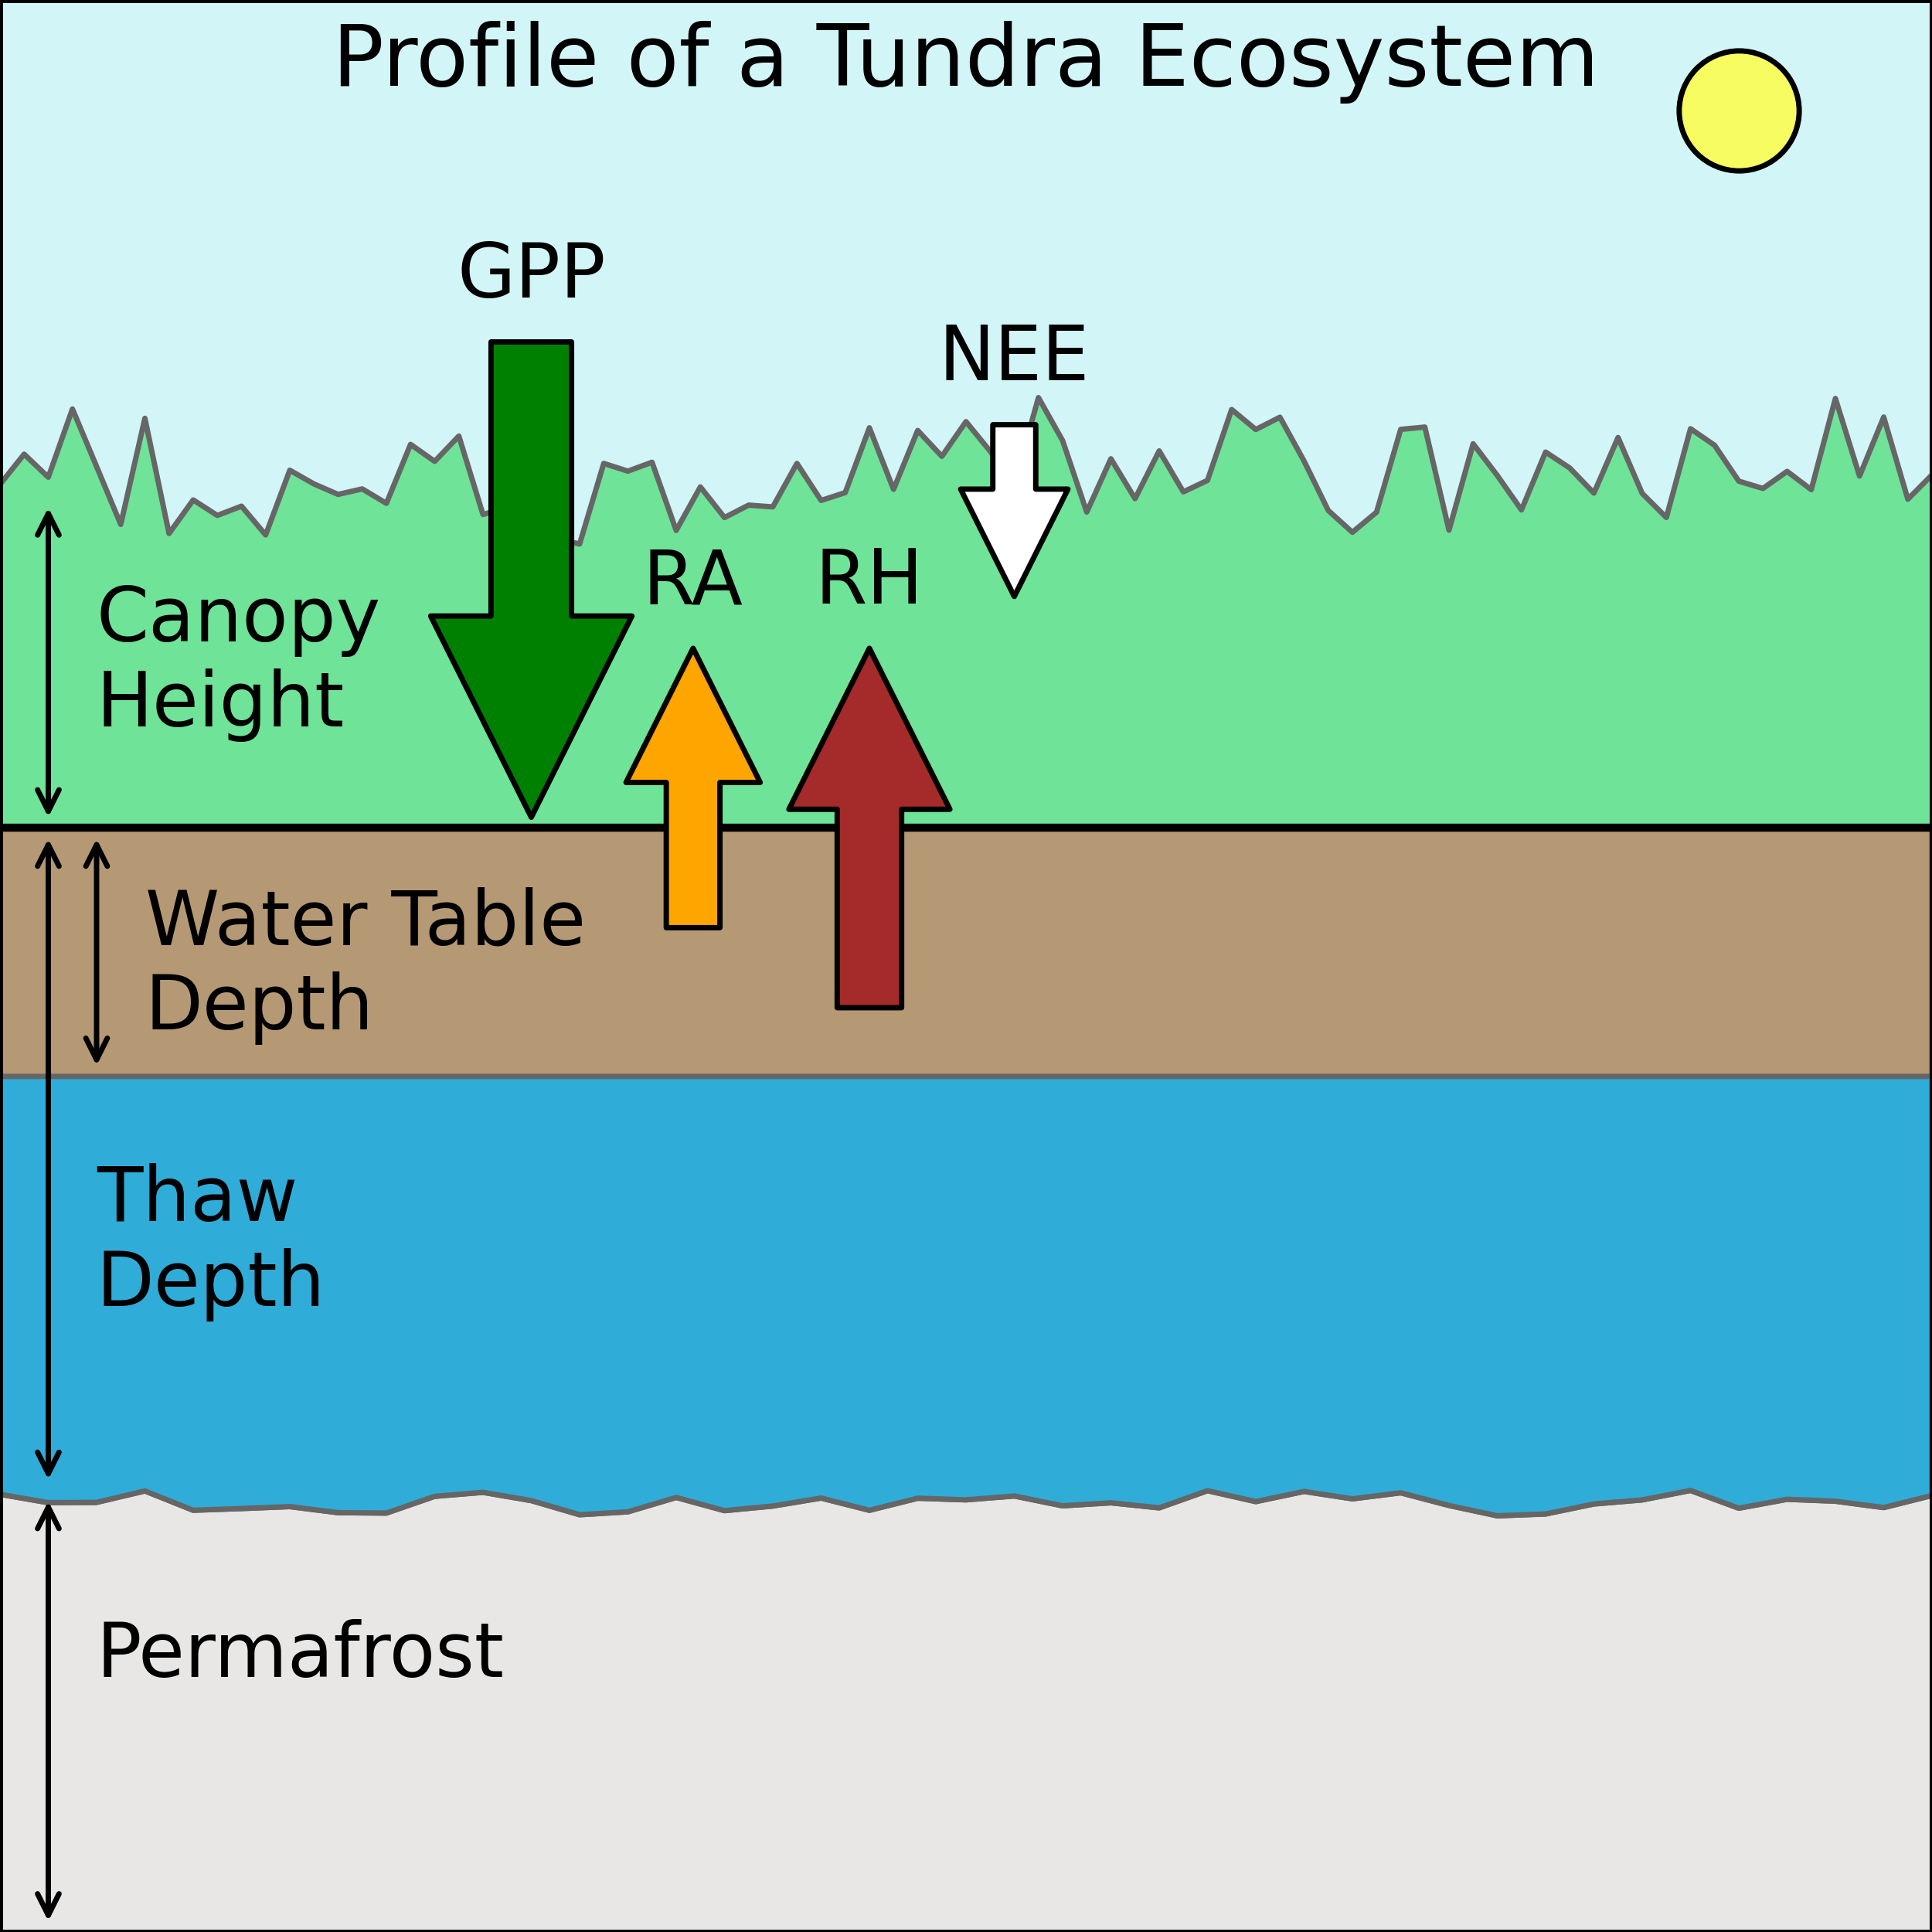 Profile of a Tundra Ecosystem
GPP
NEE
RA
RH
Canopy
Height
Water Table
Depth
Thaw
Depth
Permafrost